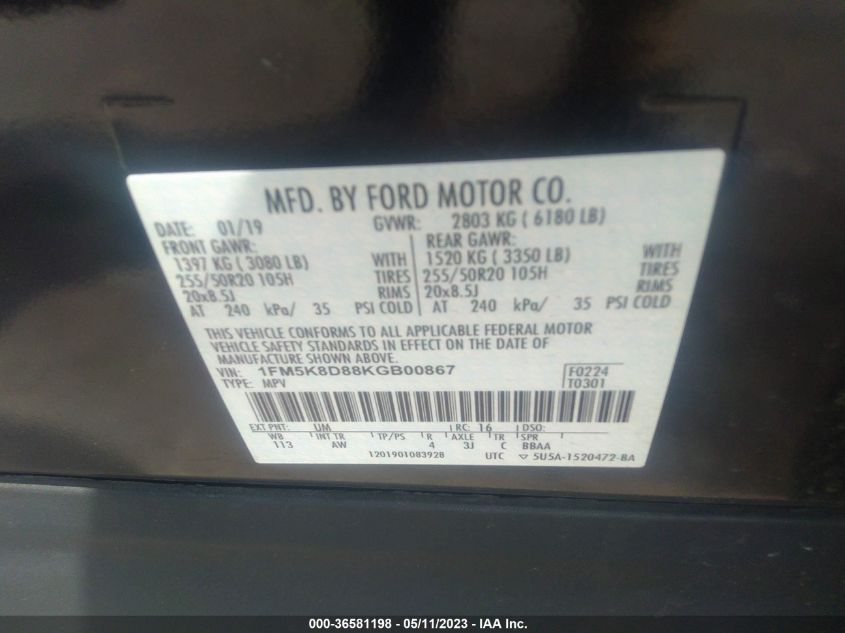 MFD. BY FORD MOTOR CO.
DATE: 01/19 GVWR: 2803 KG ( 6180 LB)
FRONT GAWR: REAR GAWR:
1397 KG ( 3080 LB) WITH 1520 KG ( 3350 LB) WITH
255/50R20 105H TIRES 255/50R20 105H TIRES
20x8.5J RIMS 20x8.5J RIMS
AT 240 kPa/ 35 PSI COLD AT 240 kPa/ 35 PSI COLD
THIS VEHICLE CONFORMS TO ALL APPLICABLE FEDERAL MOTOR
VEHICLE SAFETY STANDARDS IN EFFECT ON THE DATE OF
MANUFACTURE SHOWN ABOVE.
VIN: 1FM5K8D88KGB00867 F0224
TYPE: MPV T0301
EXT PNT: UM RC: 16 DSO:
WB INT TR TP/PS R AXLE TR SPR
113 AW 4 3J C BBAA
1201901083928 UTC ▽ 5U5A-1520472-BA
000-36581198 - 05/11/2023 - IAA Inc.